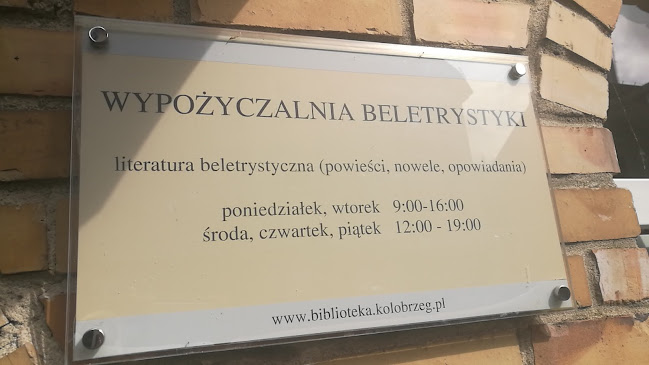 WYPOŻYCZALNIA BELETRYSTYKI
literatura beletrystyczna (powieści, nowele, opowiadania)
poniedziałek, wtorek 9:00-16:00
środa, czwartek, piątek 12:00 - 19:00
www.biblioteka.kolobrzeg.pl